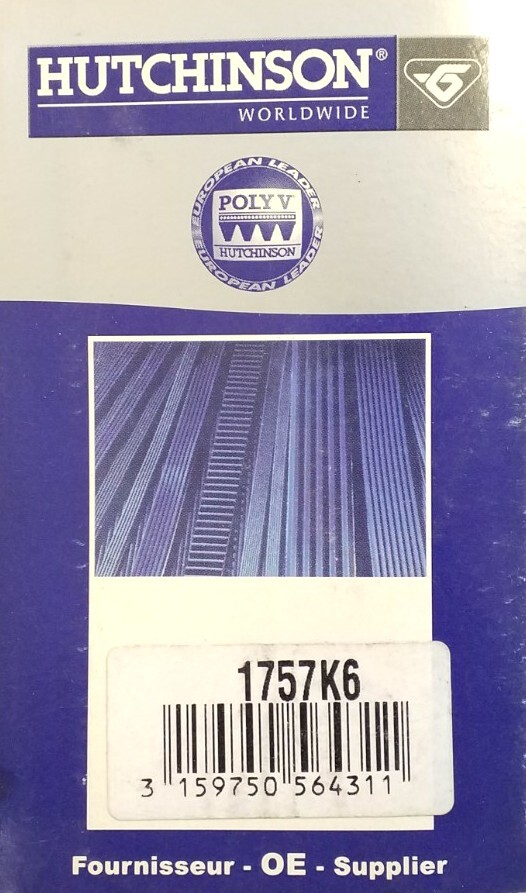 HUTCHINSON®
WORLDWIDE
EUROPEAN LEADER
POLY V
HUTCHINSON
EUROPEAN LEADER
1757K6
3 159750 564311
Fournisseur - OE - Supplier